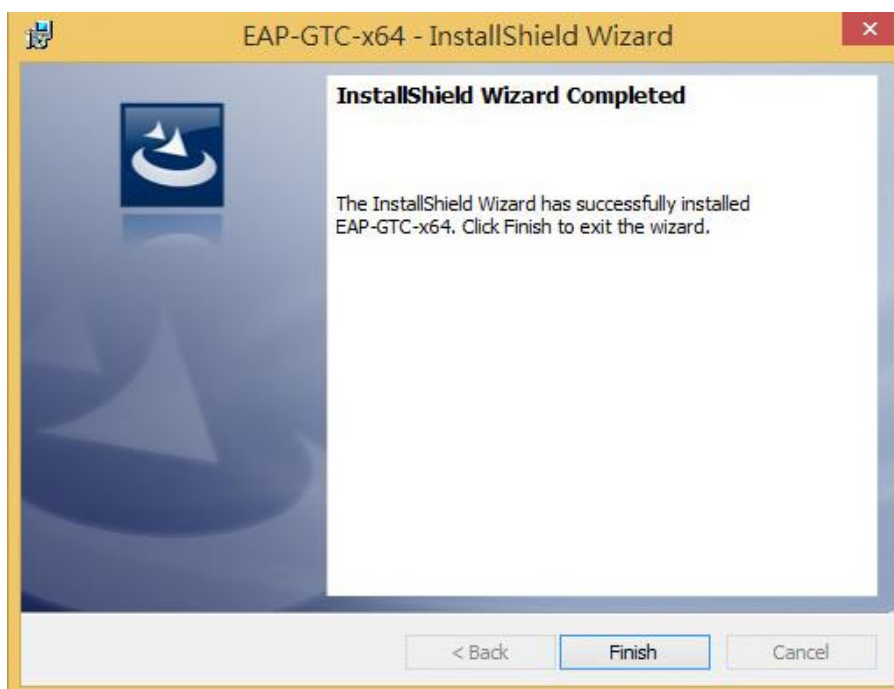 EAP-GTC-x64 - InstallShield Wizard
InstallShield Wizard Completed
The InstallShield Wizard has successfully installed
EAP-GTC-x64. Click Finish to exit the wizard.
< Back Finish Cancel